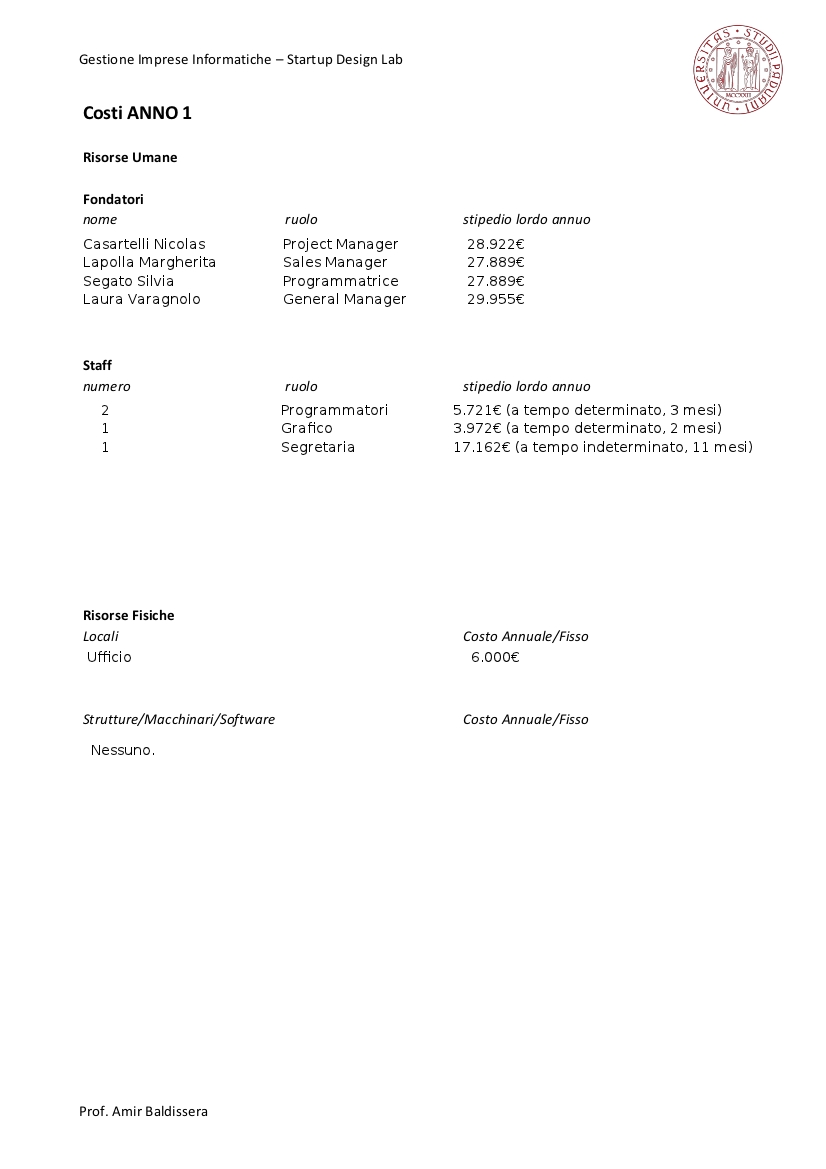 Gestione Imprese Informatiche – Startup Design Lab
UNIVERSITAS • STUDII PADUANI •
MCCXXII
Costi ANNO 1
Risorse Umane
Fondatori
nome ruolo stipedio lordo annuo
Casartelli Nicolas Project Manager 28.922€
Lapolla Margherita Sales Manager 27.889€
Segato Silvia Programmatrice 27.889€
Laura Varagnolo General Manager 29.955€
Staff
numero ruolo stipedio lordo annuo
2 Programmatori 5.721€ (a tempo determinato, 3 mesi)
1 Grafico 3.972€ (a tempo determinato, 2 mesi)
1 Segretaria 17.162€ (a tempo indeterminato, 11 mesi)
Risorse Fisiche
Locali Costo Annuale/Fisso
Ufficio 6.000€
Strutture/Macchinari/Software Costo Annuale/Fisso
Nessuno.
Prof. Amir Baldissera